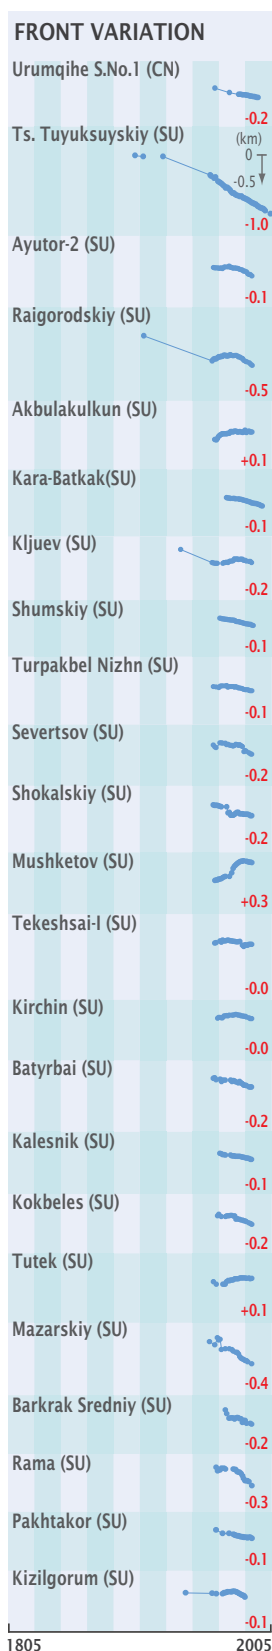 FRONT VARIATION
Urumqihe S.No.1 (CN)
-0.2
Ts. Tuyuksuyskiy (SU)
(km)
0
-0.5
-1.0
Ayutor-2 (SU)
-0.1
Raigorodskiy (SU)
-0.5
Akbulakulkun (SU)
+0.1
Kara-Batkak(SU)
-0.1
Kljuev (SU)
-0.2
Shumskiy (SU)
-0.1
Turpakbel Nizhn (SU)
-0.1
Severtsov (SU)
-0.2
Shokalskiy (SU)
-0.2
Mushketov (SU)
+0.3
Tekeshsai-I (SU)
-0.0
Kirchin (SU)
-0.0
Batyrbai (SU)
-0.2
Kalesnik (SU)
-0.1
Kokbeles (SU)
-0.2
Tutek (SU)
+0.1
Mazarskiy (SU)
-0.4
Barkrak Sredniy (SU)
-0.2
Rama (SU)
-0.3
Pakhtakor (SU)
-0.1
Kizilgorum (SU)
-0.1
1805 2005